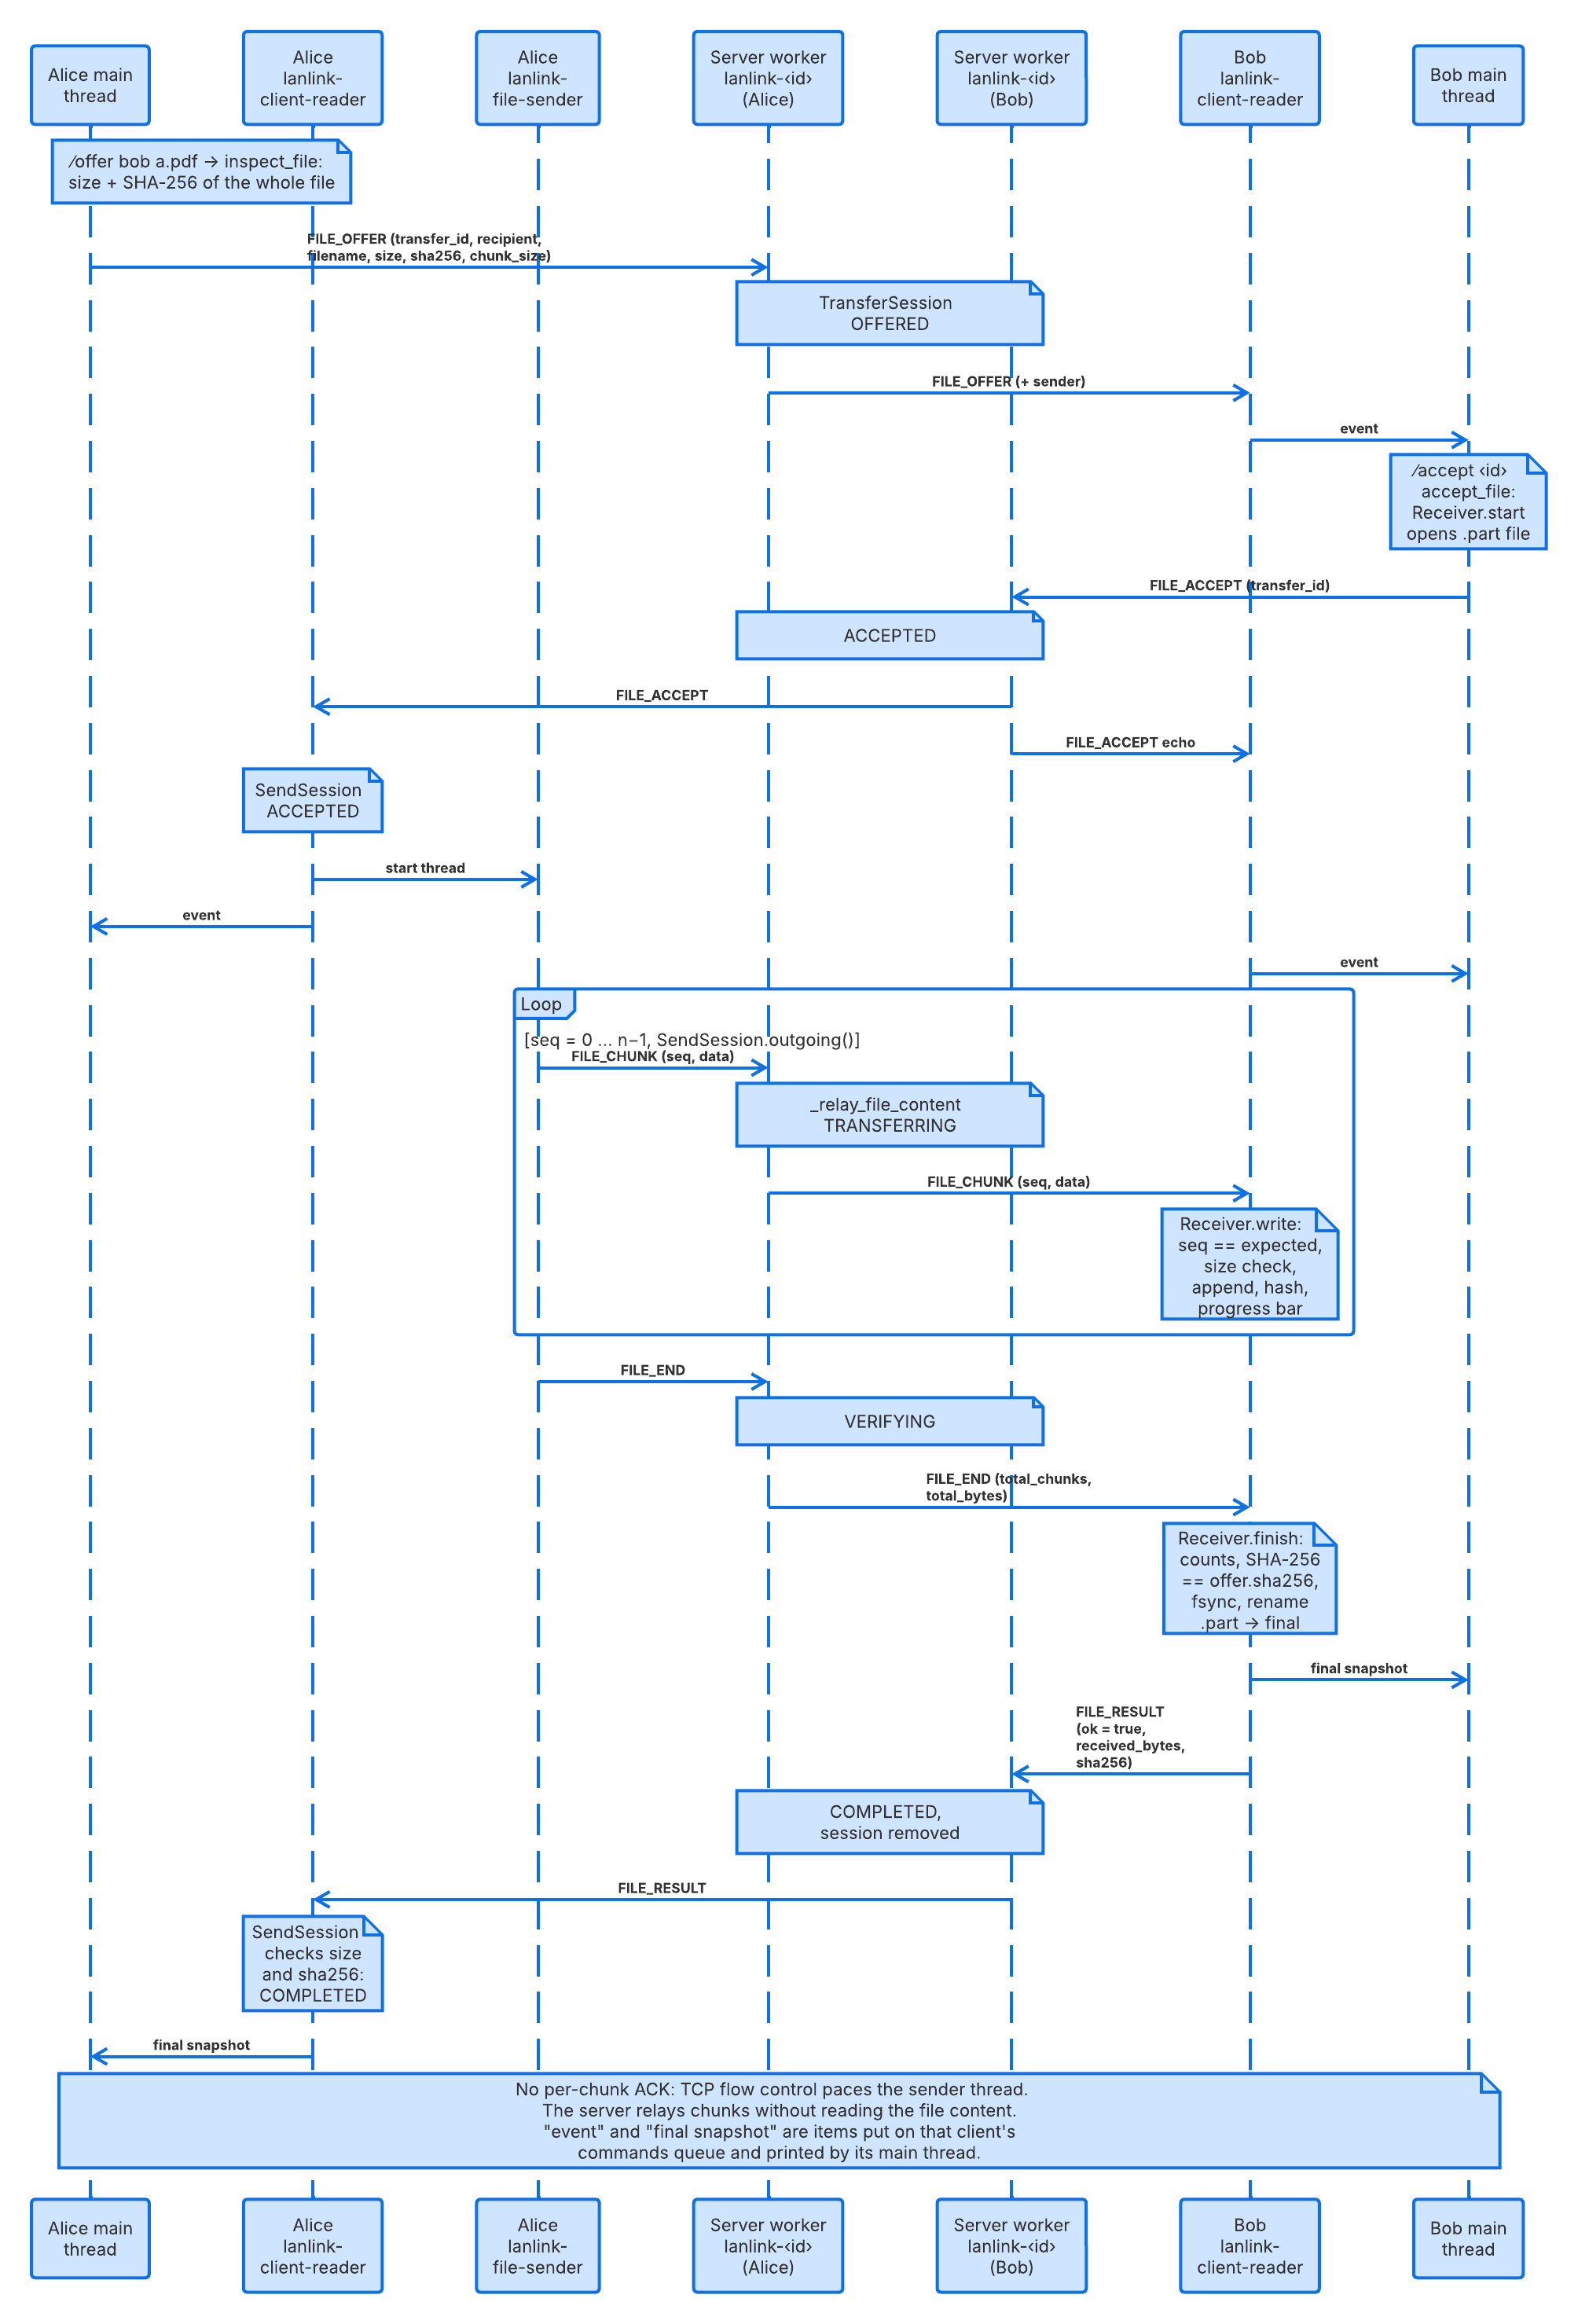 Alice main
thread
Alice
lanlink-
client-reader
Alice
lanlink-
file-sender
Server worker
lanlink-‹id›
(Alice)
Server worker
lanlink-‹id›
(Bob)
Bob
lanlink-
client-reader
Bob main
thread
/offer bob a.pdf → inspect_file:
size + SHA-256 of the whole file
FILE_OFFER (transfer_id, recipient,
filename, size, sha256, chunk_size)
TransferSession
OFFERED
FILE_OFFER (+ sender)
event
/accept ‹id›
accept_file:
Receiver.start
opens .part file
FILE_ACCEPT (transfer_id)
ACCEPTED
FILE_ACCEPT
FILE_ACCEPT echo
SendSession
ACCEPTED
start thread
event
event
Loop
[seq = 0 … n−1, SendSession.outgoing()]
FILE_CHUNK (seq, data)
_relay_file_content
TRANSFERRING
FILE_CHUNK (seq, data)
Receiver.write:
seq == expected,
size check,
append, hash,
progress bar
FILE_END
VERIFYING
FILE_END (total_chunks,
total_bytes)
Receiver.finish:
counts, SHA-256
== offer.sha256,
fsync, rename
.part → final
final snapshot
FILE_RESULT
(ok = true,
received_bytes,
sha256)
COMPLETED,
session removed
FILE_RESULT
SendSession
checks size
and sha256:
COMPLETED
final snapshot
No per-chunk ACK: TCP flow control paces the sender thread.
The server relays chunks without reading the file content.
"event" and "final snapshot" are items put on that client's
commands queue and printed by its main thread.
Alice main
thread
Alice
lanlink-
client-reader
Alice
lanlink-
file-sender
Server worker
lanlink-‹id›
(Alice)
Server worker
lanlink-‹id›
(Bob)
Bob
lanlink-
client-reader
Bob main
thread